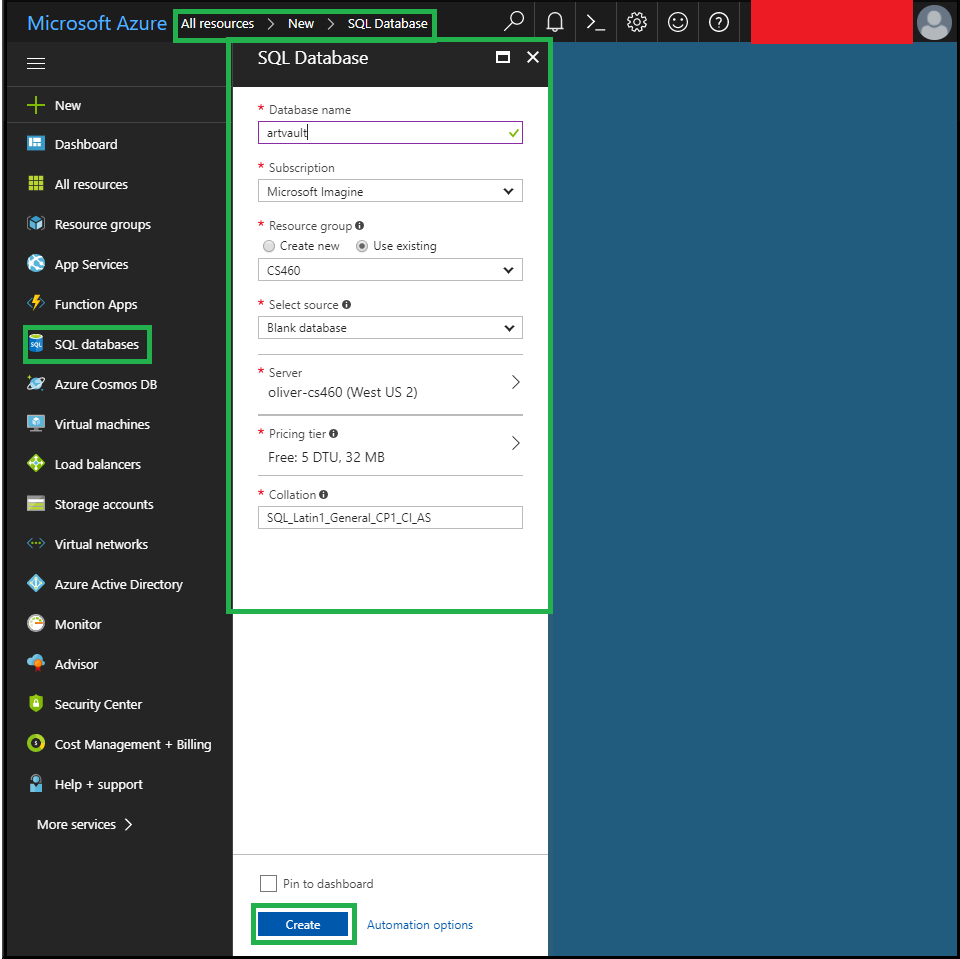 Microsoft Azure All resources New SQL Database
SQL Database
New
Dashboard
All resources
Resource groups
App Services
Function Apps
SQL databases
Azure Cosmos DB
Virtual machines
Load balancers
Storage accounts
Virtual networks
Azure Active Directory
Monitor
Advisor
Security Center
Cost Management + Billing
Help + support
More services
* Database name
artvault
* Subscription
Microsoft Imagine
* Resource group
Create new Use existing
CS460
* Select source
Blank database
* Server
oliver-cs460 (West US 2)
* Pricing tier
Free: 5 DTU, 32 MB
* Collation
SQL_Latin1_General_CP1_CI_AS
Pin to dashboard
Create Automation options